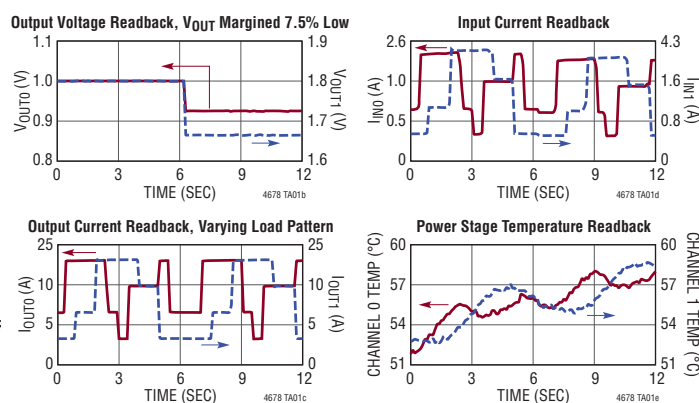 Output Voltage Readback, VOUT Margined 7.5% Low
1.1
1.0
0.9
0.8
VOUT0 (V)
1.9
1.8
1.7
1.6
VOUT1 (V)
0 3 6 9 12
TIME (SEC)
4678 TA01b
Input Current Readback
2.6
1.0
0.5
0
IIN0 (A)
4.3
1.6
0.8
0
IIN1 (A)
0 3 6 9 12
TIME (SEC)
4678 TA01d
Output Current Readback, Varying Load Pattern
25
10
5
0
IOUT0 (A)
25
10
5
0
IOUT1 (A)
0 3 6 9 12
TIME (SEC)
4678 TA01c
Power Stage Temperature Readback
60
57
54
51
CHANNEL 0 TEMP (°C)
60
57
54
51
CHANNEL 1 TEMP (°C)
0 3 6 9 12
TIME (SEC)
4678 TA01e